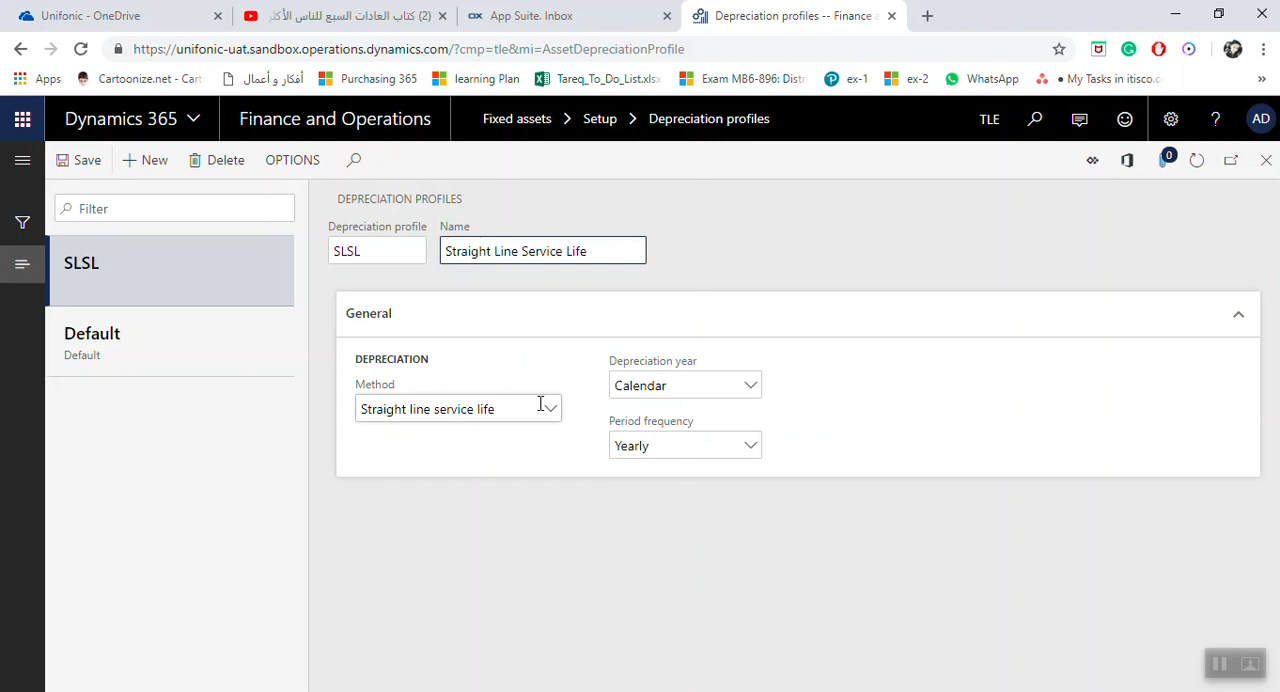 Unifonic - OneDrive
(2) كتاب العادات السبع للناس الأكثر
App Suite. Inbox
Depreciation profiles -- Finance a
https://unifonic-uat.sandbox.operations.dynamics.com/?cmp=tle&mi=AssetDepreciationProfile
Apps
Cartoonize.net - Cart
أفكار و أعمال
Purchasing 365
learning Plan
Tareq_To_Do_List.xlsx
Exam MB6-896: Distr
ex-1
ex-2
WhatsApp
• My Tasks in itisco.c
»
Dynamics 365
Finance and Operations
Fixed assets > Setup > Depreciation profiles
TLE
?
AD
Save
New
Delete
OPTIONS
0
Filter
SLSL
Default
Default
DEPRECIATION PROFILES
Depreciation profile
Name
SLSL
Straight Line Service Life
General
DEPRECIATION
Method
Straight line service life
Depreciation year
Calendar
Period frequency
Yearly